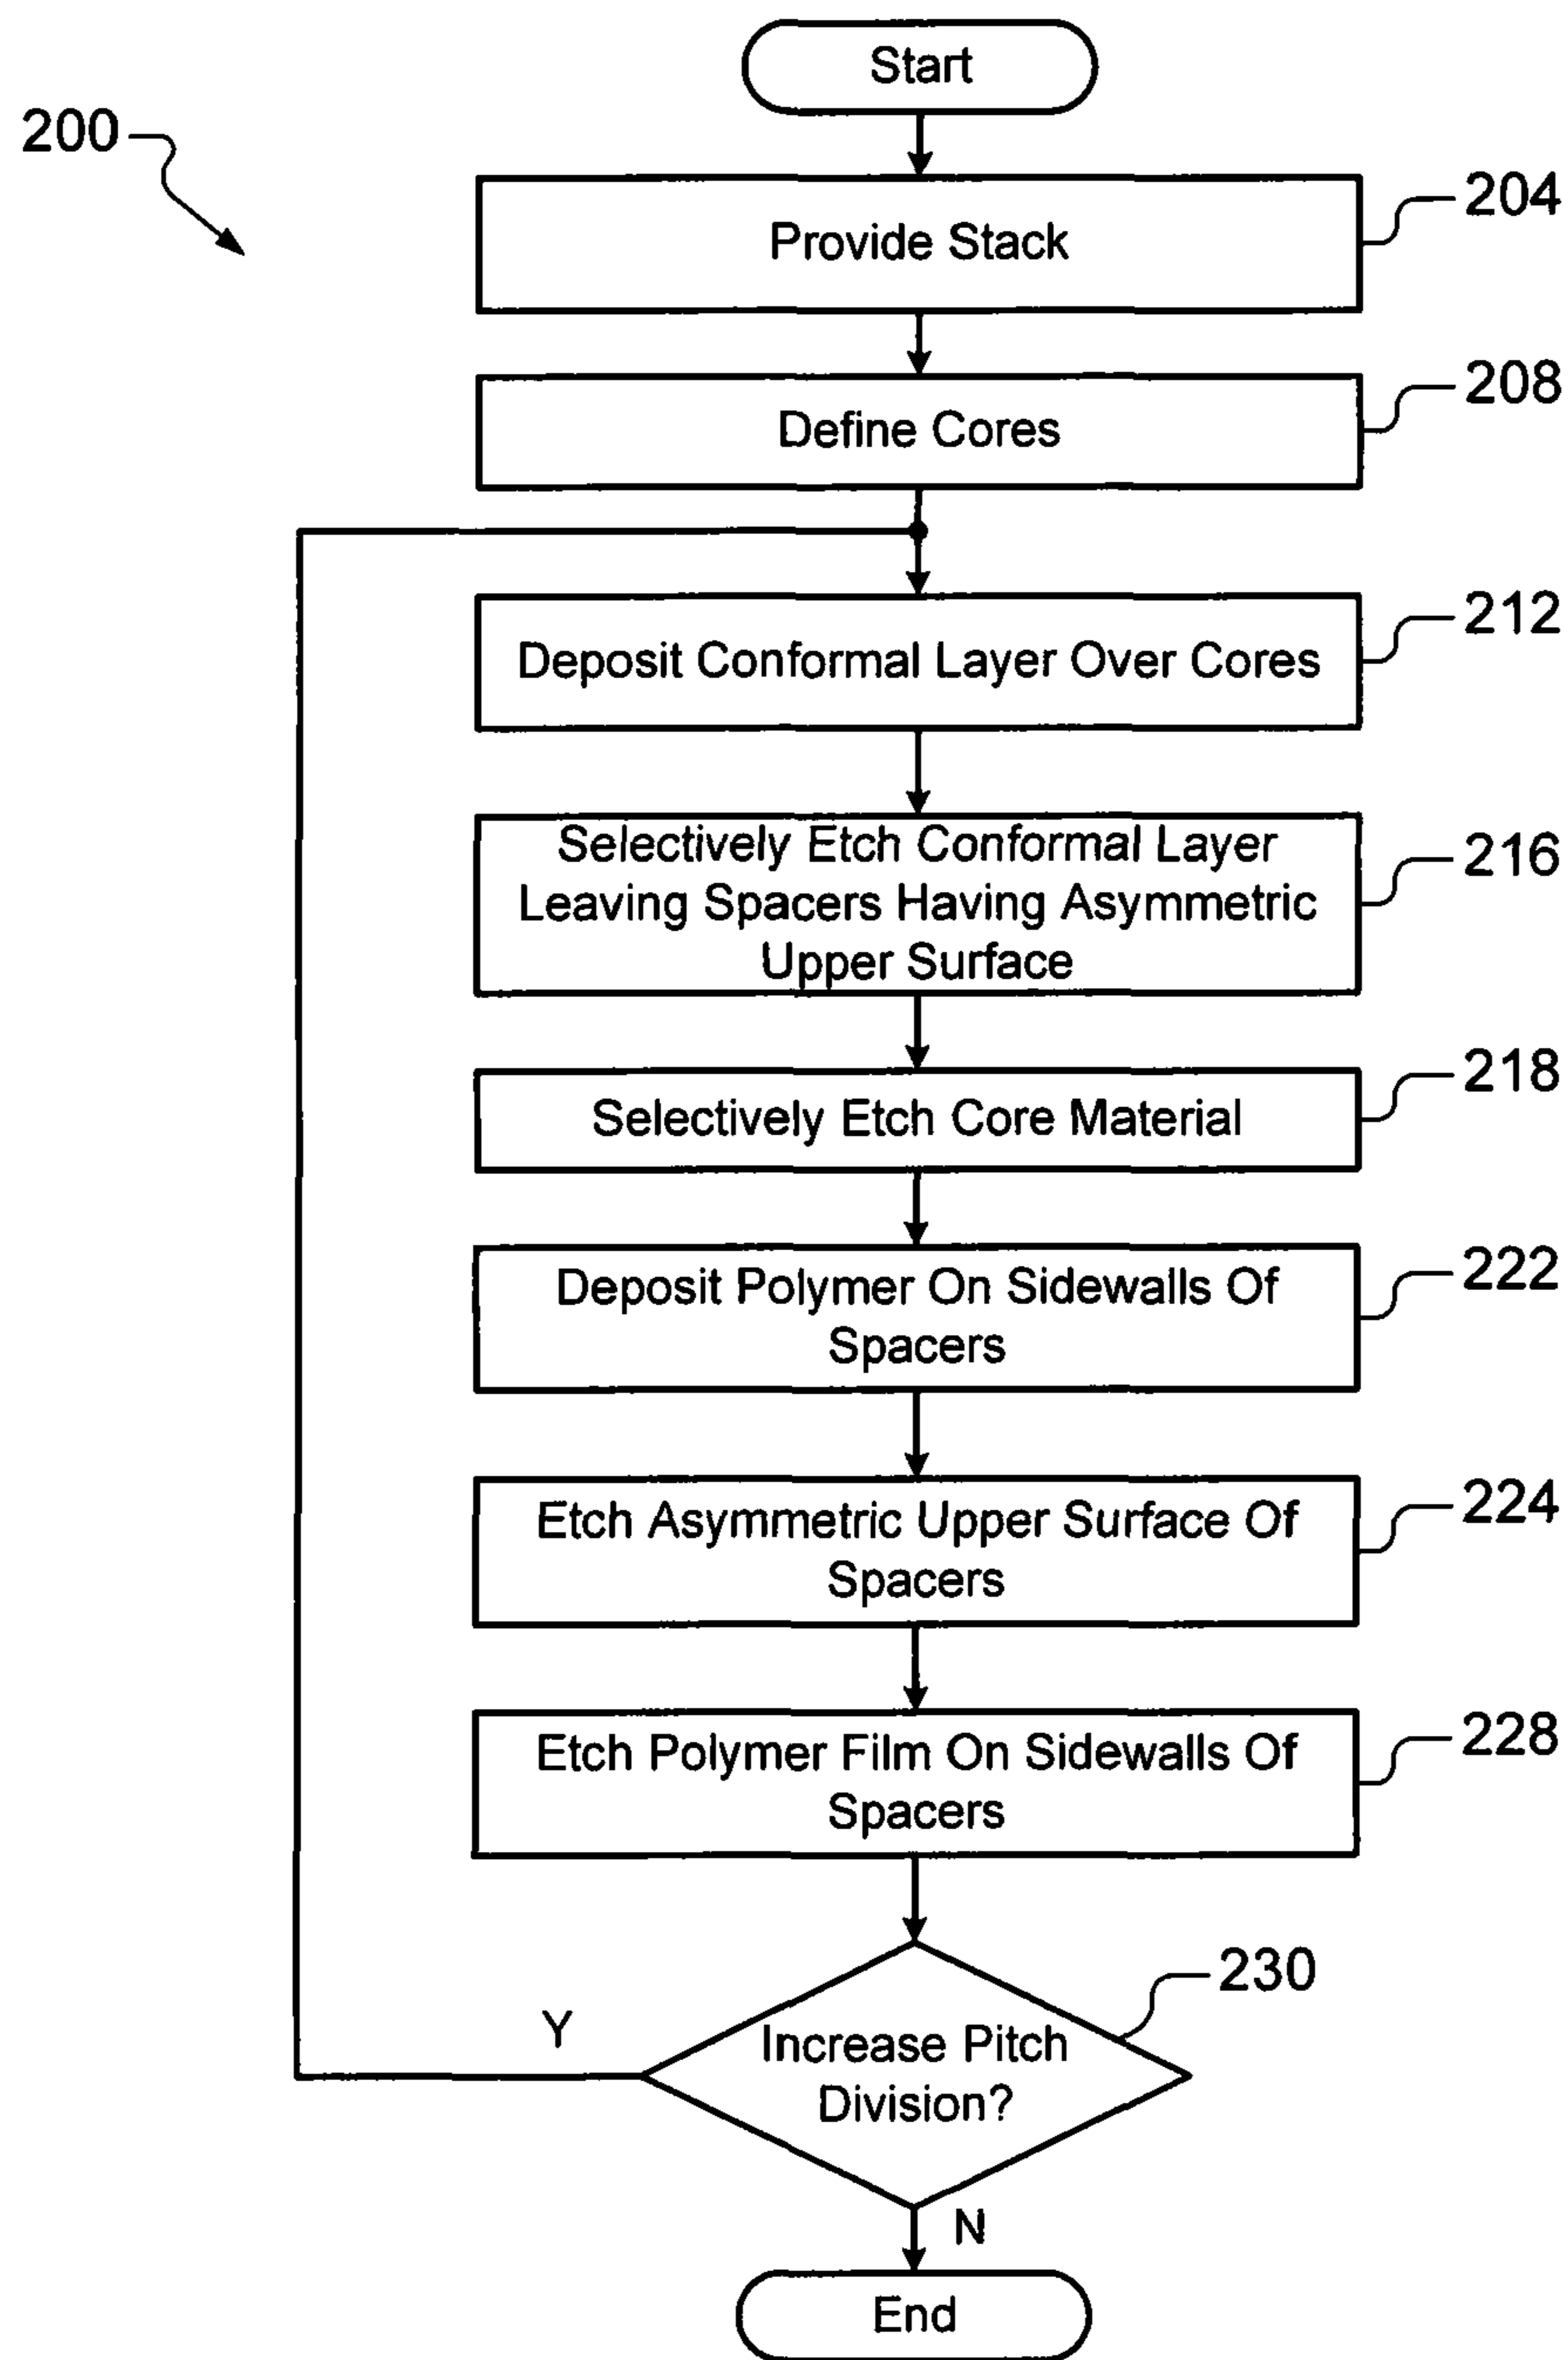 Start
200
204
Provide Stack
208
Define Cores
212
Deposit Conformal Layer Over Cores
Selectively Etch Conformal Layer
216
Leaving Spacers Having Asymmetric
Upper Surface
218
Selectively Etch Core Material
222
Deposit Polymer On Sidewalls Of
Spacers
224
Etch Asymmetric Upper Surface Of
Spacers
228
Etch Polymer Film On Sidewalls Of
Spacers
230
Y
Increase Pitch
Division?
N
End